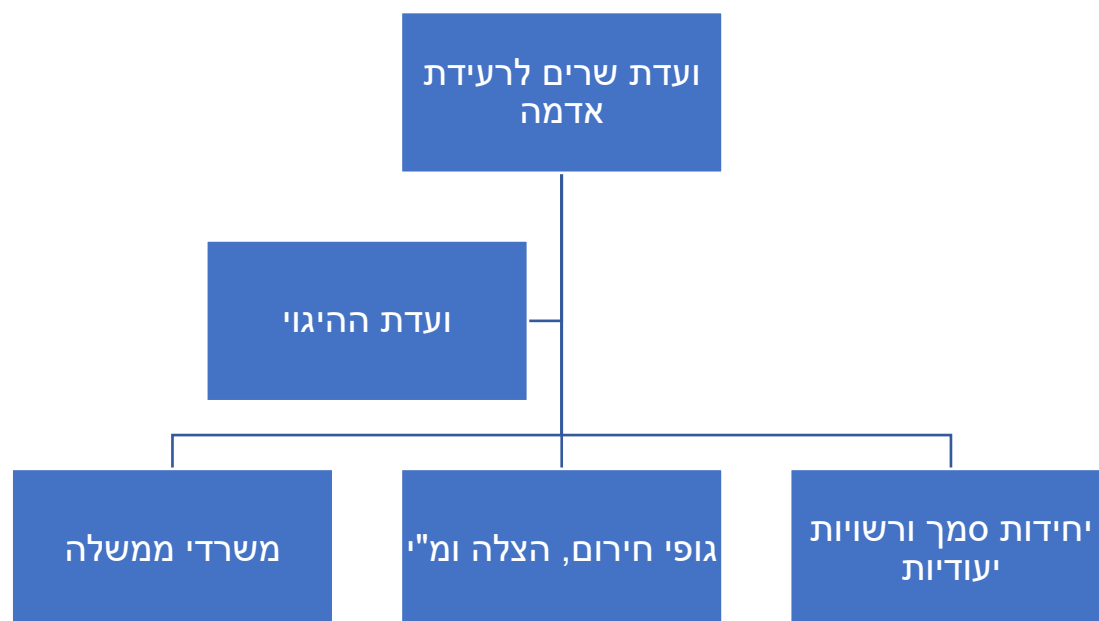 ועדת שרים לרעידת
אדמה
ועדת ההיגוי
יחידות סמך ורשויות
יעודיות
גופי חירום, הצלה ומ"י
משרדי ממשלה